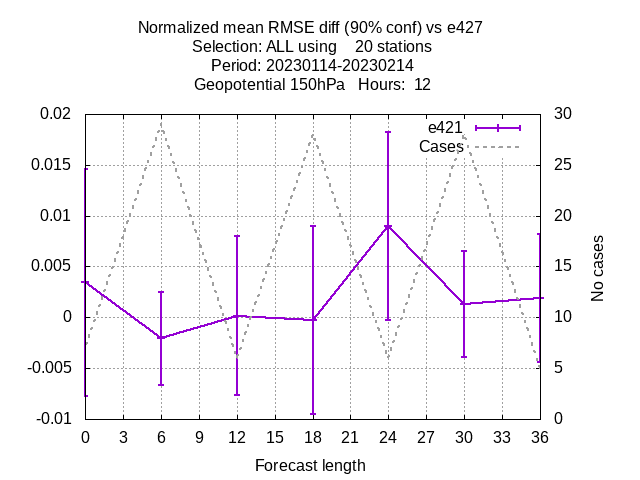 Normalized mean RMSE diff (90% conf) vs e427
Selection: ALL using    20 stations
Period: 20230114-20230214
Geopotential 150hPa   Hours:  12
0.02
0.015
0.01
0.005
0
-0.005
-0.01
30
25
20
15
10
5
0
e421
Cases
No cases
0 3 6 9 12 15 18 21 24 27 30 33 36
Forecast length